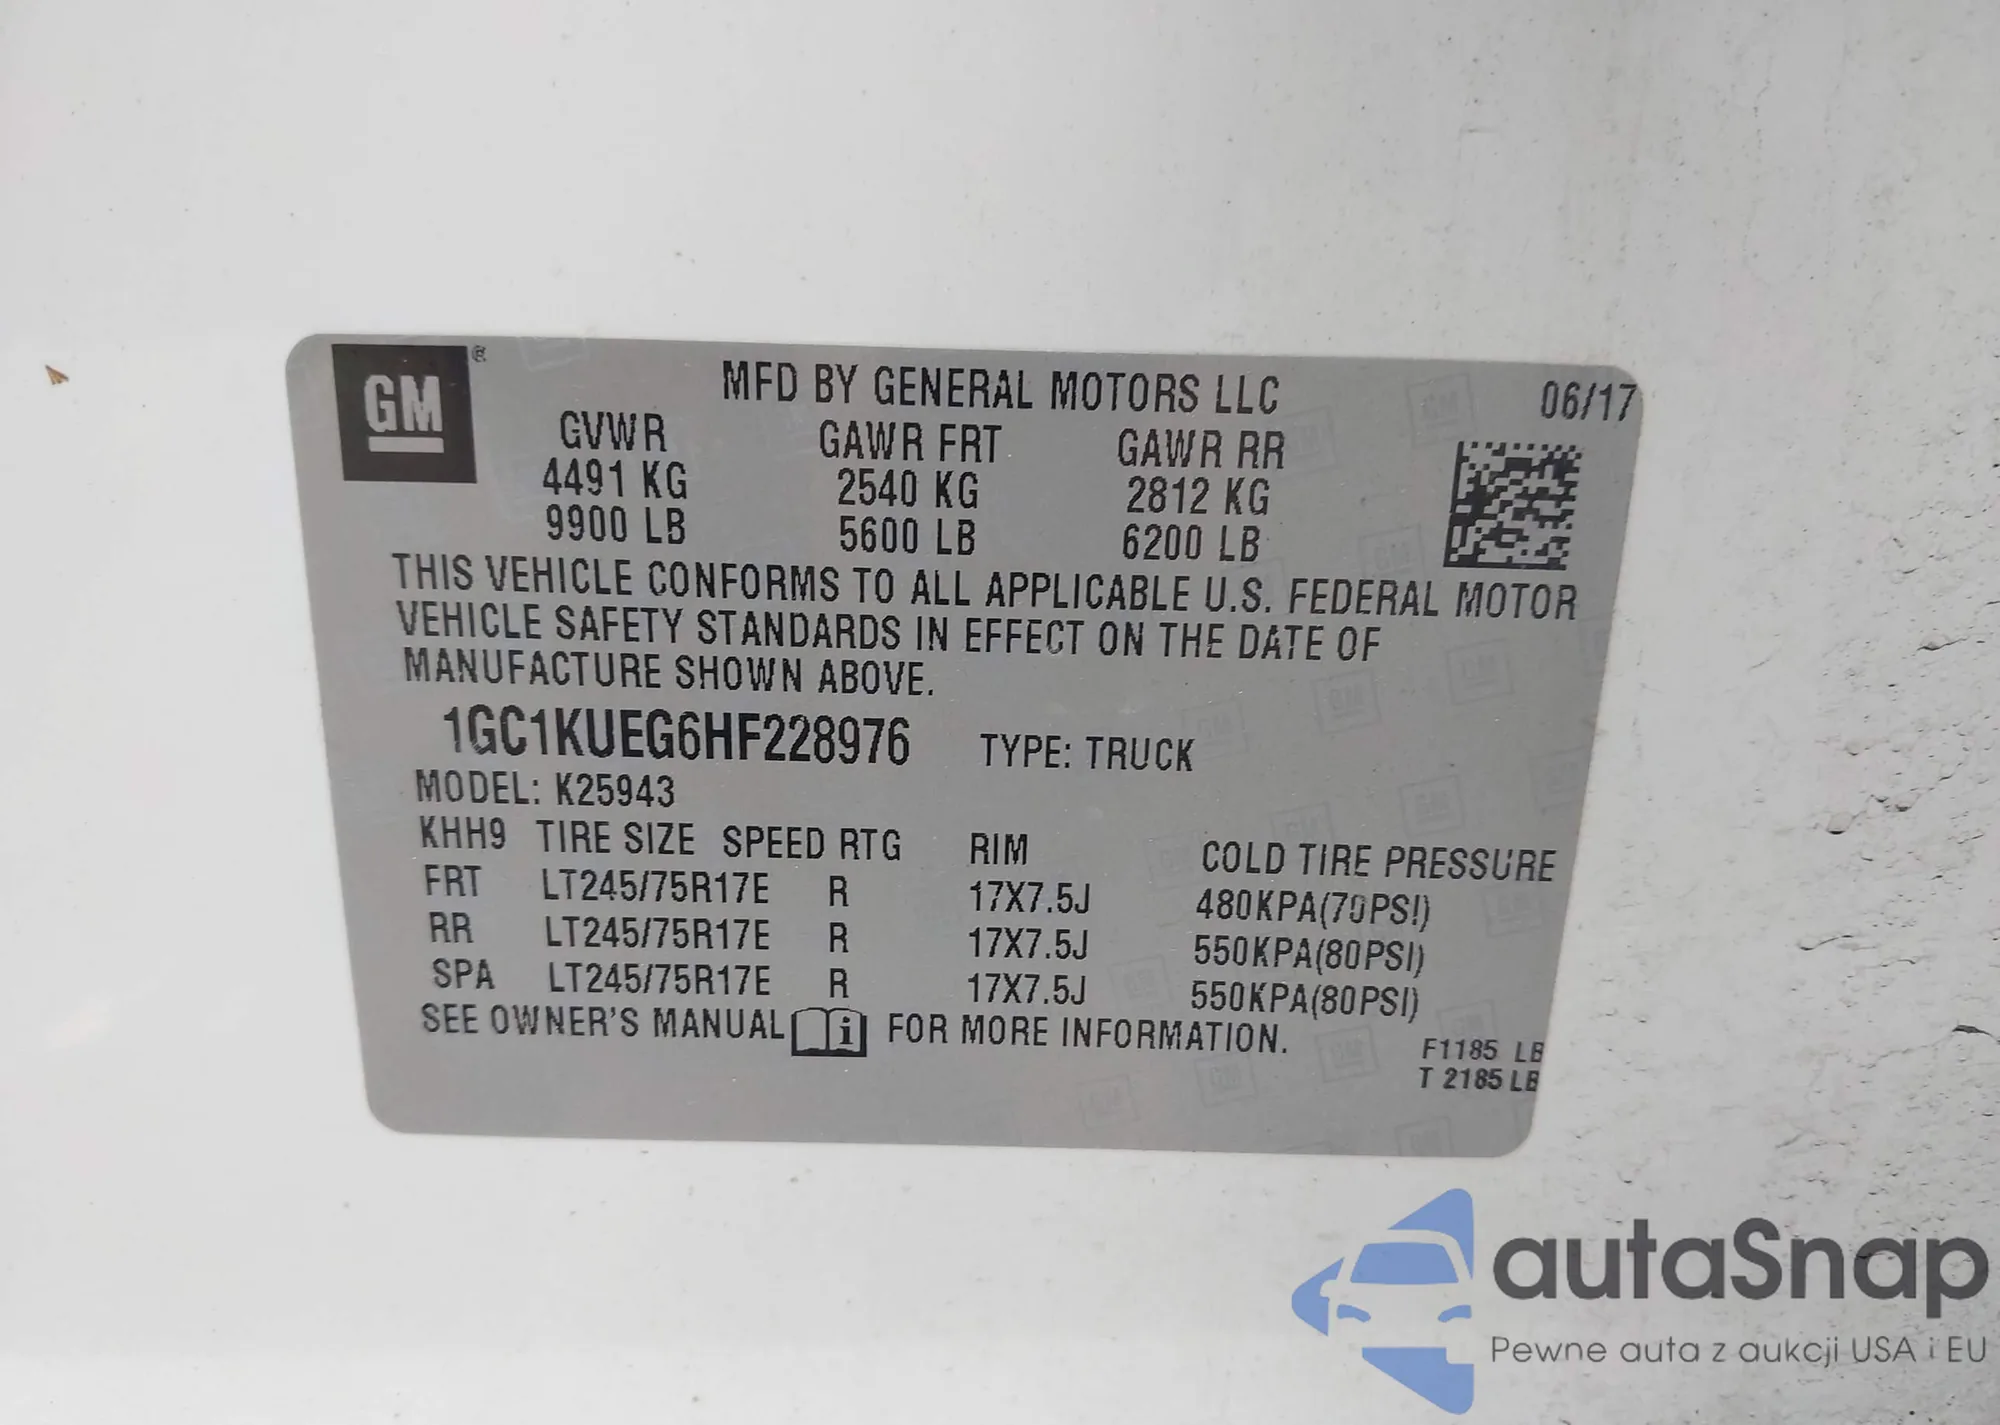 GM ®
MFD BY GENERAL MOTORS LLC 06/17
GVWR GAWR FRT GAWR RR
4491 KG 2540 KG 2812 KG
9900 LB 5600 LB 6200 LB
THIS VEHICLE CONFORMS TO ALL APPLICABLE U.S. FEDERAL MOTOR
VEHICLE SAFETY STANDARDS IN EFFECT ON THE DATE OF
MANUFACTURE SHOWN ABOVE.
1GC1KUEG6HF228976 TYPE: TRUCK
MODEL: K25943
KHH9 TIRE SIZE SPEED RTG RIM COLD TIRE PRESSURE
FRT LT245/75R17E R 17X7.5J 480KPA(70PSI)
RR LT245/75R17E R 17X7.5J 550KPA(80PSI)
SPA LT245/75R17E R 17X7.5J 550KPA(80PSI)
SEE OWNER'S MANUAL i FOR MORE INFORMATION.
F1185 LB
T 2185 LB
autaSnap
Pewne auta z aukcji USA i EU